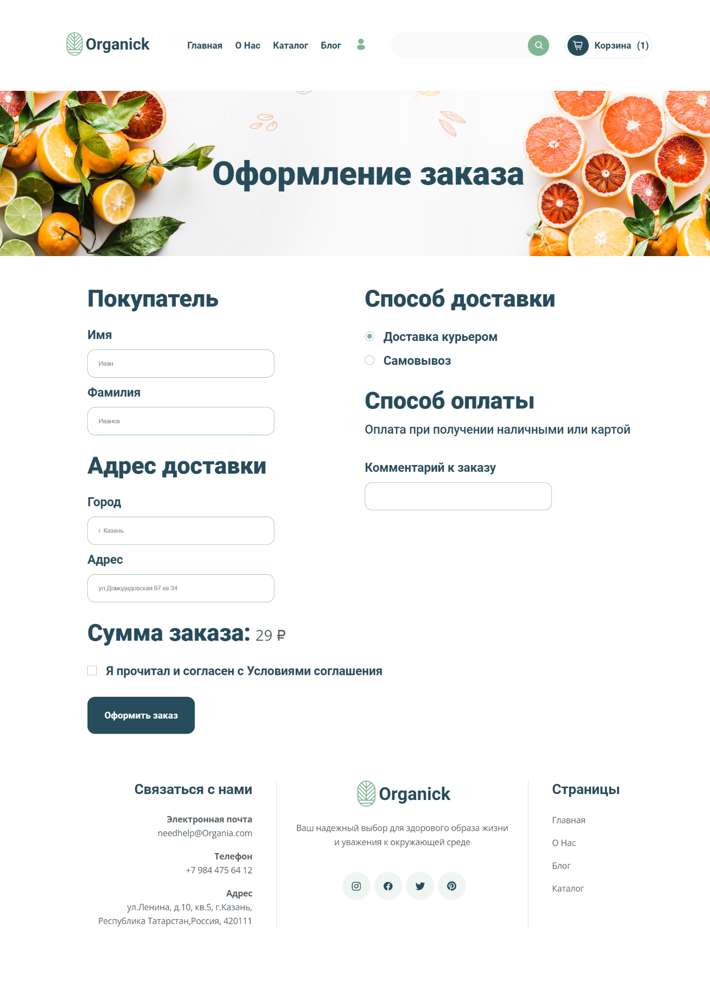 Organick
Главная
О Нас
Каталог
Блог
Корзина (1)
Оформление заказа
Покупатель
Имя
Иван
Фамилия
Иванов
Адрес доставки
Город
г. Казань
Адрес
ул.Домодедовская 97 кв.34
Способ доставки
Доставка курьером
Самовывоз
Способ оплаты
Оплата при получении наличными или картой
Комментарий к заказу
Сумма заказа: 29 ₽
Я прочитал и согласен с Условиями соглашения
Оформить заказ
Связаться с нами
Электронная почта
needhelp@Organia.com
Телефон
+7 984 475 64 12
Адрес
ул.Ленина, д.10, кв.5, г.Казань,
Республика Татарстан,Россия, 420111
Organick
Ваш надежный выбор для здорового образа жизни
и уважения к окружающей среде
Страницы
Главная
О Нас
Блог
Каталог